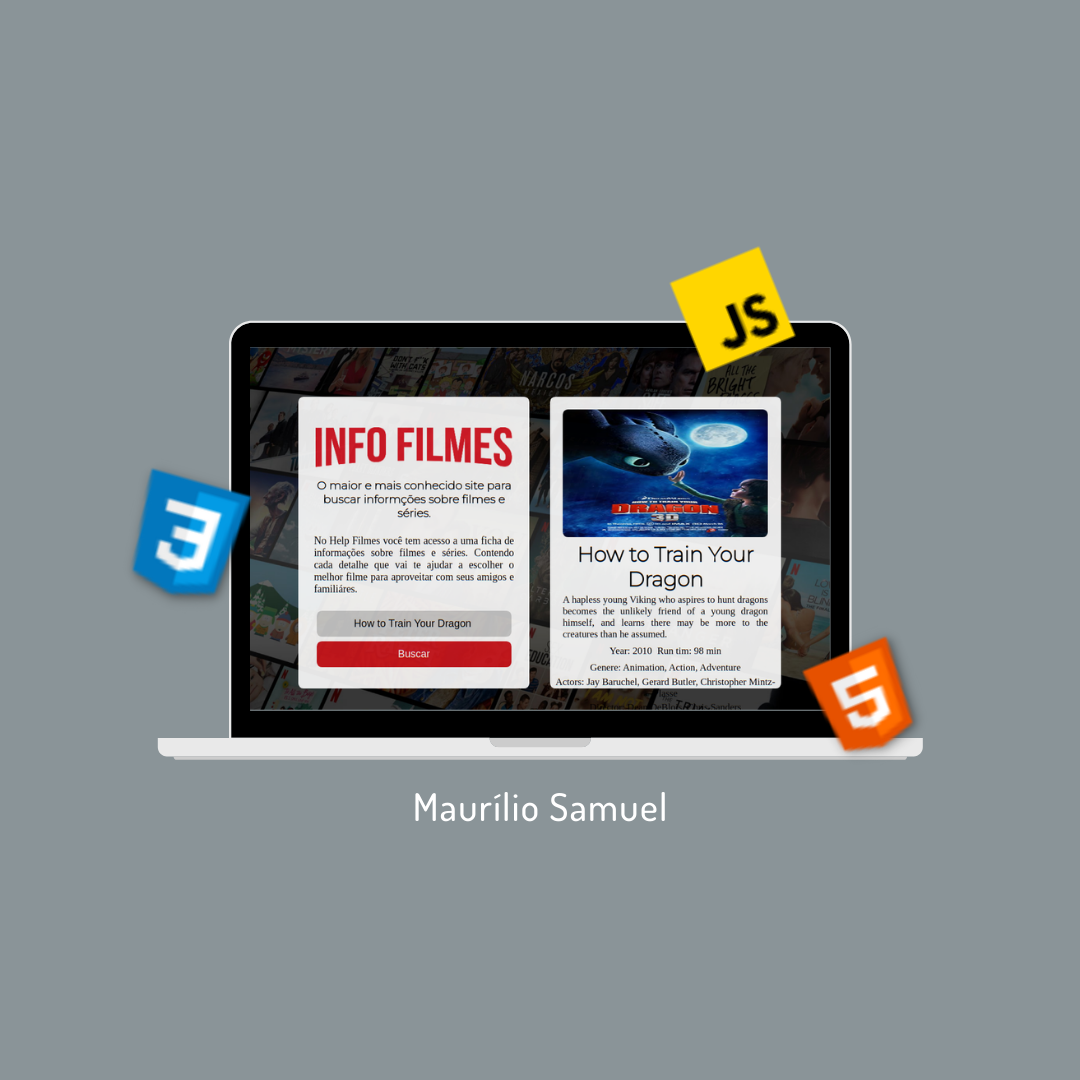 JS
DON'T F**K
WITH CATS
NARCOS
ALL THE
BRIGHT
INFO FILMES
O maior e mais conhecido site para
buscar informções sobre filmes e
séries.
No Help Filmes você tem acesso a uma ficha de
informações sobre filmes e séries. Contendo
cada detalhe que vai te ajudar a escolher o
melhor filme para aproveitar com seus amigos e
familiáres.
How to Train Your Dragon
Buscar
HOW TO TRAIN YOUR
DRAGON
3D
How to Train Your
Dragon
A hapless young Viking who aspires to hunt dragons
becomes the unlikely friend of a young dragon
himself, and learns there may be more to the
creatures than he assumed.
Year: 2010 Run tim: 98 min
Genere: Animation, Action, Adventure
Actors: Jay Baruchel, Gerard Butler, Christopher Mintz-
Plasse
3
5
Maurílio Samuel